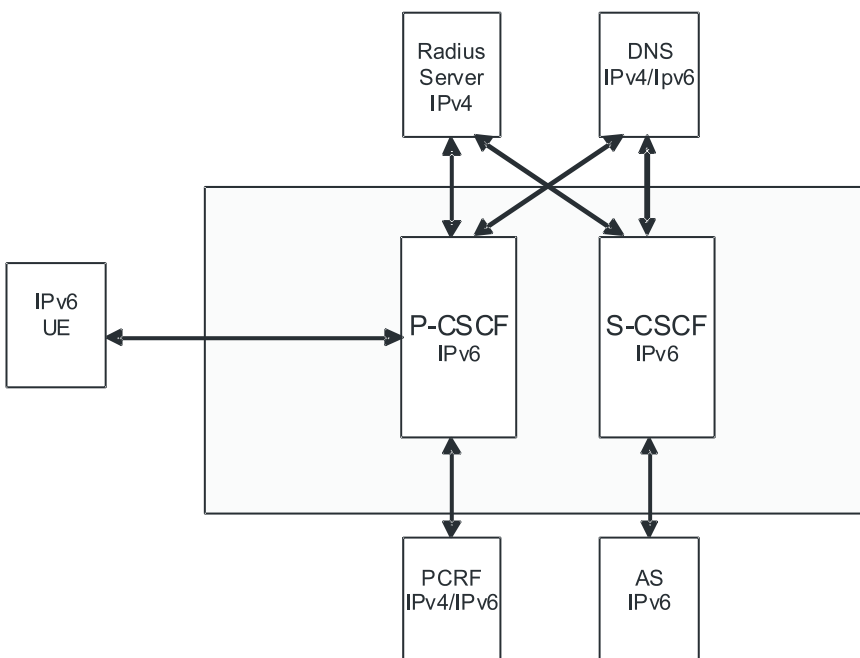 Radius
Server
IPv4
DNS
IPv4/Ipv6
IPv6
UE
P-CSCF
IPv6
S-CSCF
IPv6
PCRF
IPv4/IPv6
AS
IPv6